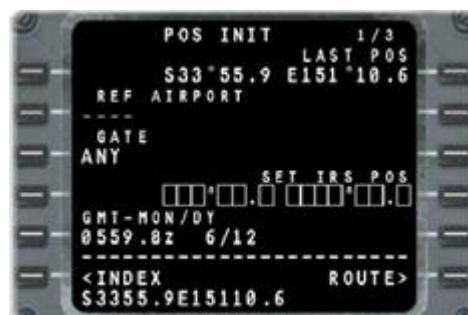 POS INIT 1/3
LAST POS
S33°55.9 E151°10.6
REF AIRPORT
----
GATE
ANY
SET IRS POS
□□□°□□.□ □□□□°□□.□
GMT-MON/DY
0559.8z 6/12
--------------------------------
<INDEX ROUTE>
S3355.9E15110.6